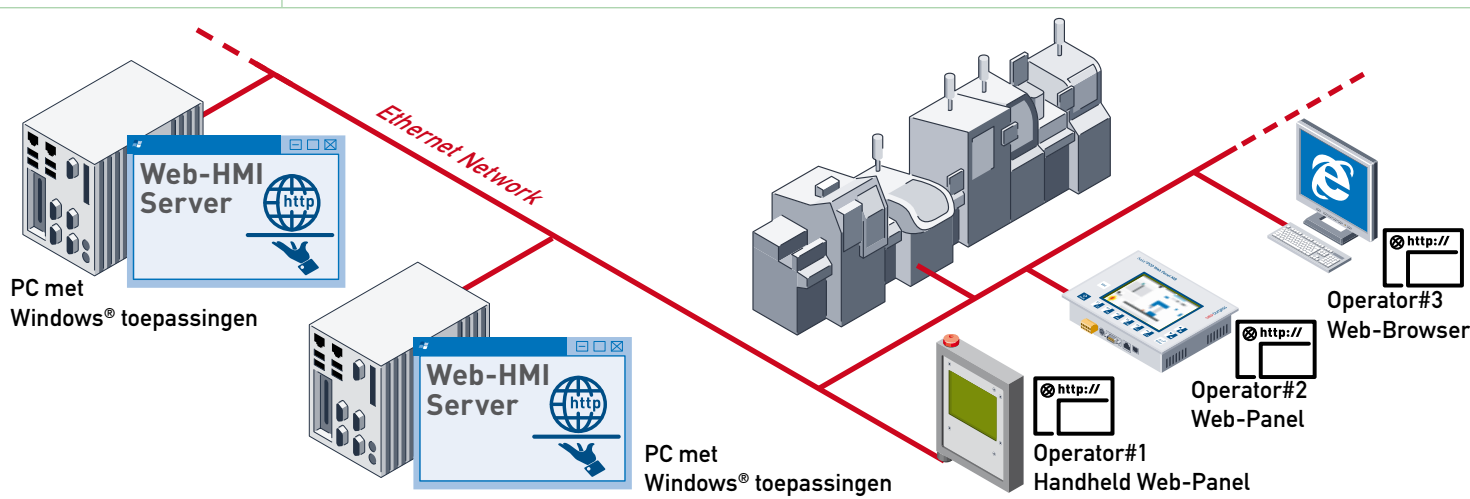 Ethernet Network
Web-HMI
Server
http
PC met
Windows® toepassingen
Web-HMI
Server
http
PC met
Windows® toepassingen
http://
Operator#1
Handheld Web-Panel
http://
Operator#2
Web-Panel
http://
Operator#3
Web-Browser